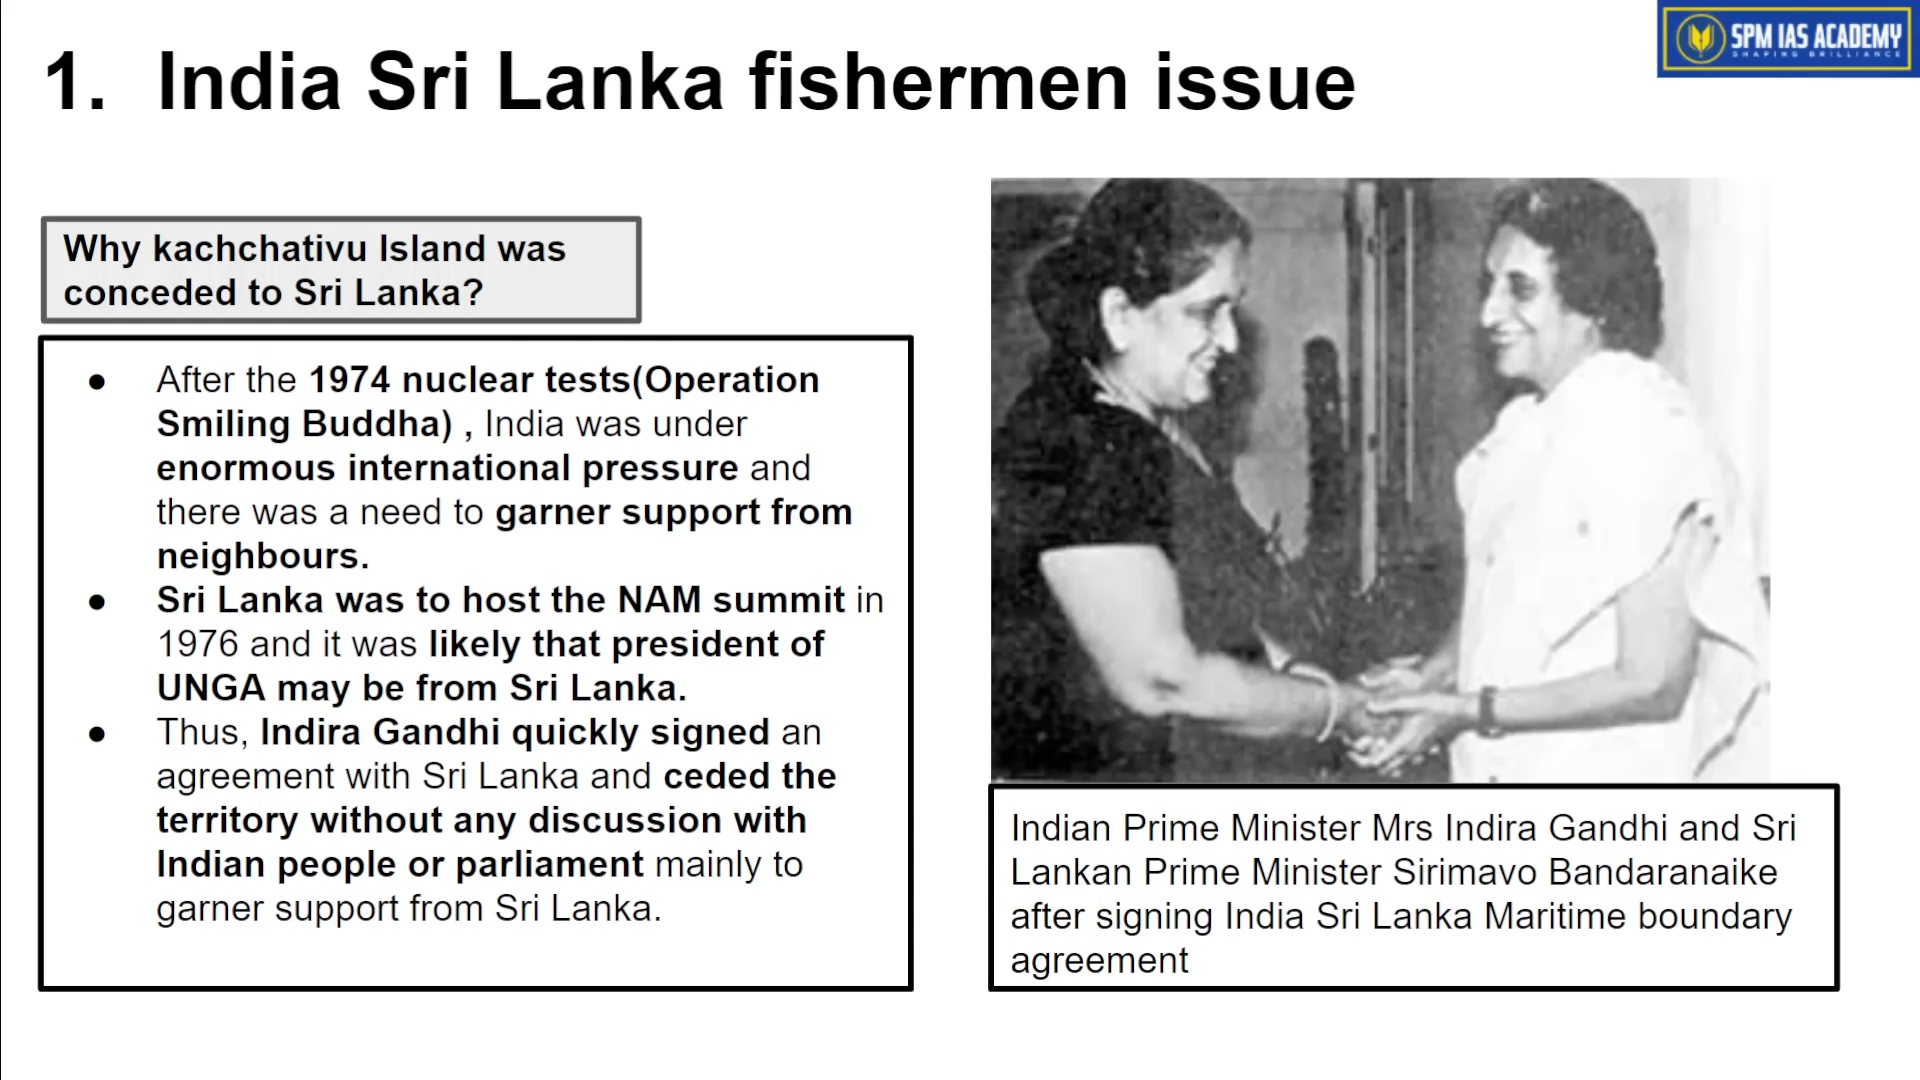 SPM IAS ACADEMY
SHAPING BRILLIANCE
1. India Sri Lanka fishermen issue
Why kachchativu Island was
conceded to Sri Lanka?
● After the 1974 nuclear tests(Operation
Smiling Buddha) , India was under
enormous international pressure and
there was a need to garner support from
neighbours.
● Sri Lanka was to host the NAM summit in
1976 and it was likely that president of
UNGA may be from Sri Lanka.
● Thus, Indira Gandhi quickly signed an
agreement with Sri Lanka and ceded the
territory without any discussion with
Indian people or parliament mainly to
garner support from Sri Lanka.
Indian Prime Minister Mrs Indira Gandhi and Sri
Lankan Prime Minister Sirimavo Bandaranaike
after signing India Sri Lanka Maritime boundary
agreement